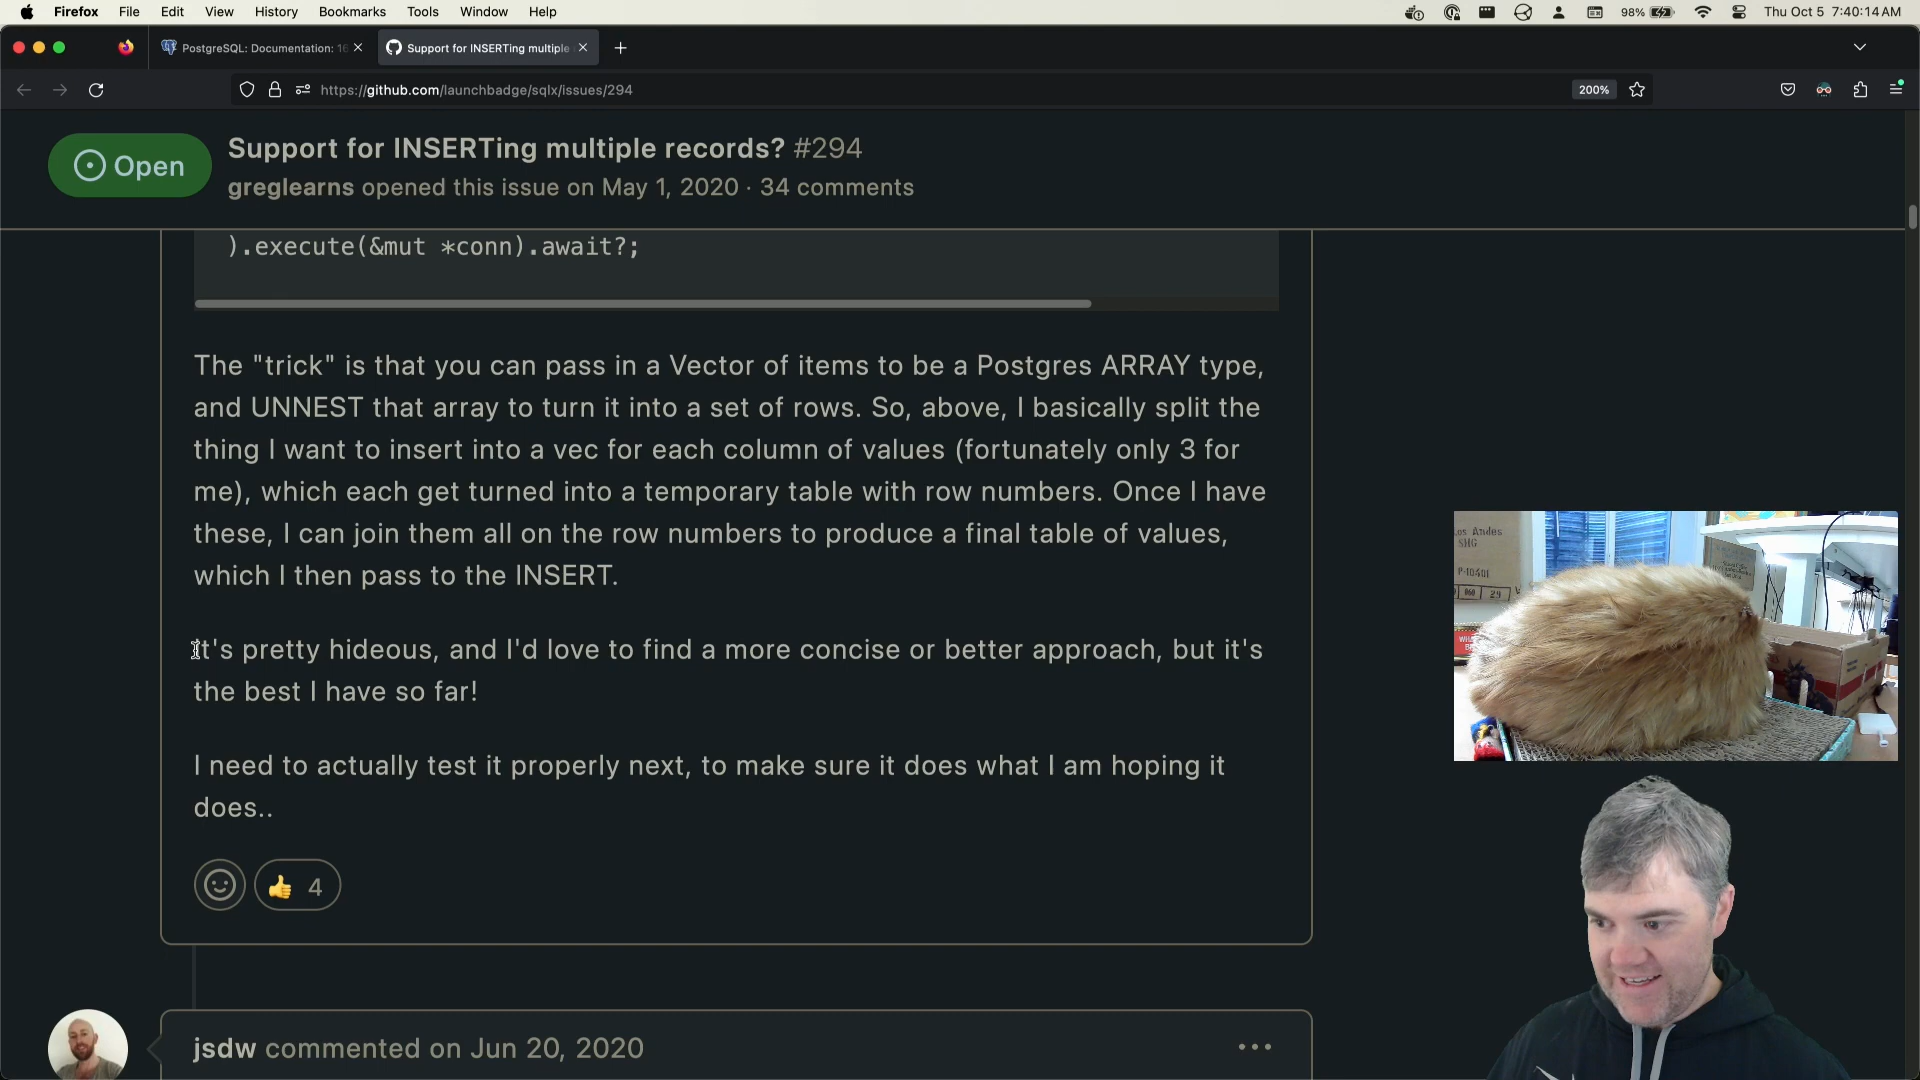 Firefox File Edit View History Bookmarks Tools Window Help
98%
Thu Oct 5 7:40:14 AM
PostgreSQL: Documentation: 16
Support for INSERTing multiple
https://github.com/launchbadge/sqlx/issues/294
200%
Open
Support for INSERTing multiple records? #294
greglearns opened this issue on May 1, 2020 · 34 comments
).execute(&mut *conn).await?;
The "trick" is that you can pass in a Vector of items to be a Postgres ARRAY type,
and UNNEST that array to turn it into a set of rows. So, above, I basically split the
thing I want to insert into a vec for each column of values (fortunately only 3 for
me), which each get turned into a temporary table with row numbers. Once I have
these, I can join them all on the row numbers to produce a final table of values,
which I then pass to the INSERT.
It's pretty hideous, and I'd love to find a more concise or better approach, but it's
the best I have so far!
I need to actually test it properly next, to make sure it does what I am hoping it
does..
👍 4
jsdw commented on Jun 20, 2020
Los Andes
SHG
P-10401
29